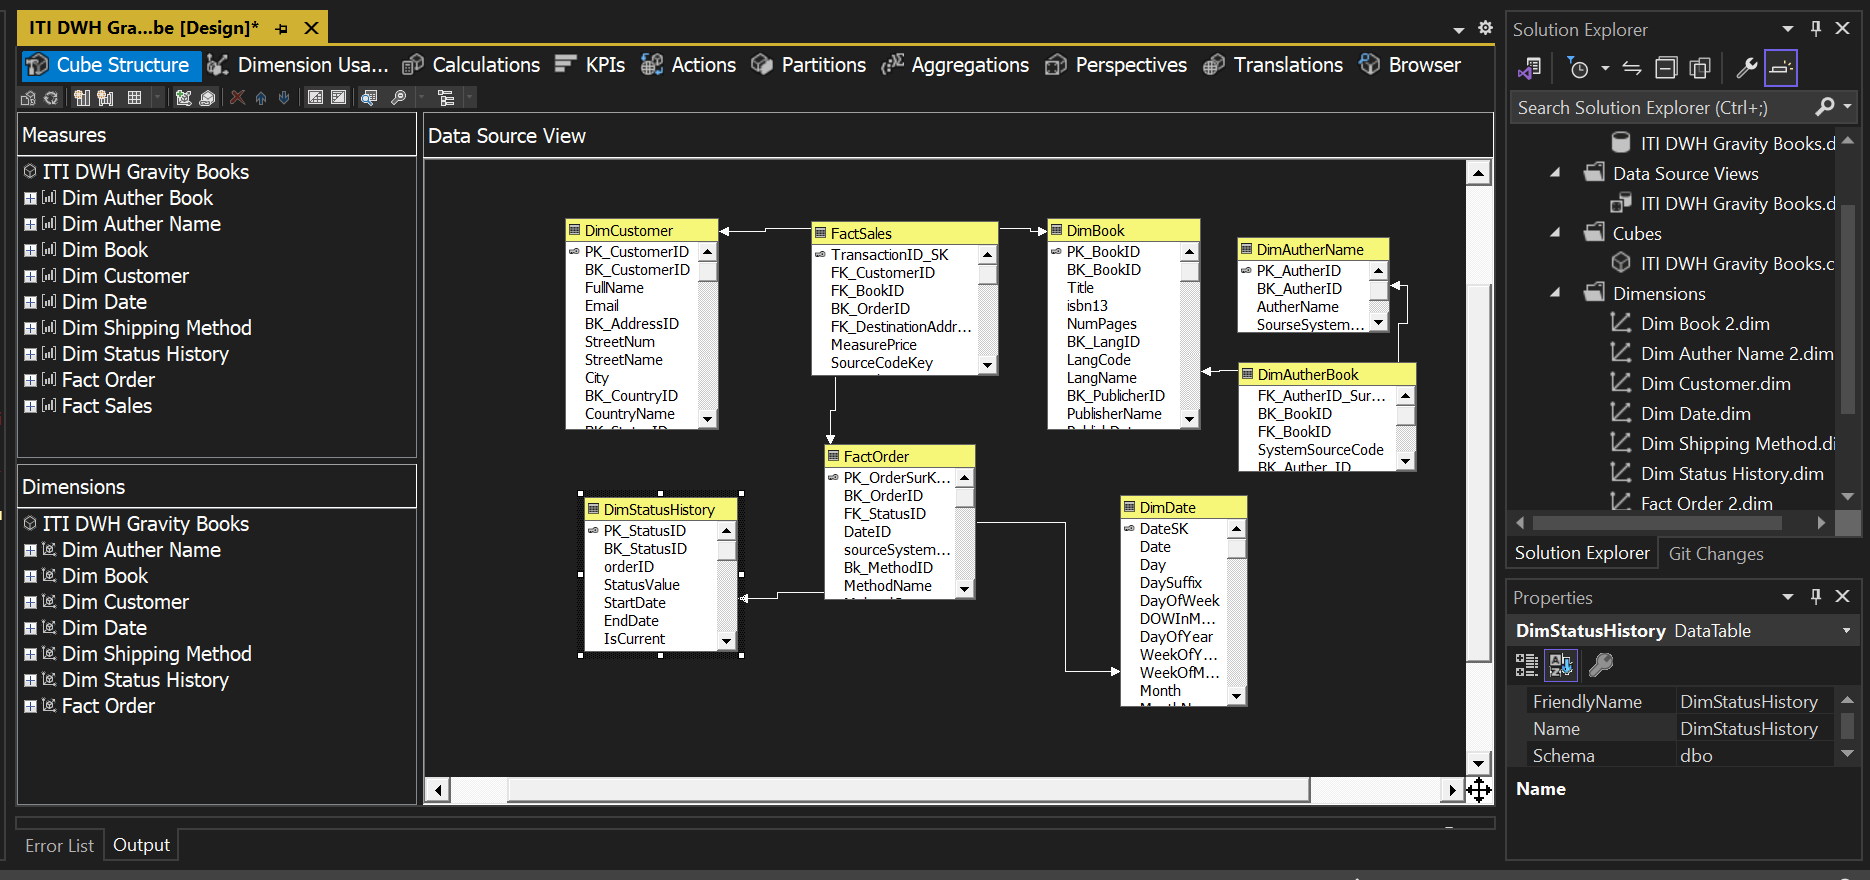 ITI DWH Gra...be [Design]*
Cube Structure
Dimension Usa...
Calculations
KPIs
Actions
Partitions
Aggregations
Perspectives
Translations
Browser
Measures
ITI DWH Gravity Books
Dim Auther Book
Dim Auther Name
Dim Book
Dim Customer
Dim Date
Dim Shipping Method
Dim Status History
Fact Order
Fact Sales
Dimensions
ITI DWH Gravity Books
Dim Auther Name
Dim Book
Dim Customer
Dim Date
Dim Shipping Method
Dim Status History
Fact Order
Data Source View
DimCustomer
PK_CustomerID
BK_CustomerID
FullName
Email
BK_AddressID
StreetNum
StreetName
City
BK_CountryID
CountryName
FactSales
TransactionID_SK
FK_CustomerID
FK_BookID
BK_OrderID
FK_DestinationAddr...
MeasurePrice
SourceCodeKey
DimBook
PK_BookID
BK_BookID
Title
isbn13
NumPages
BK_LangID
LangCode
LangName
BK_PublicherID
PublisherName
DimAutherName
PK_AutherID
BK_AutherID
AutherName
SourseSystem...
DimAutherBook
FK_AutherID_Sur...
BK_BookID
FK_BookID
SystemSourceCode
BK_Auther_ID
FactOrder
PK_OrderSurK...
BK_OrderID
FK_StatusID
DateID
sourceSystem...
Bk_MethodID
MethodName
DimStatusHistory
PK_StatusID
BK_StatusID
orderID
StatusValue
StartDate
EndDate
IsCurrent
DimDate
DateSK
Date
Day
DaySuffix
DayOfWeek
DOWInM...
DayOfYear
WeekOfY...
WeekOfM...
Month
Error List
Output
Solution Explorer
Search Solution Explorer (Ctrl+;)
ITI DWH Gravity Books.d
Data Source Views
ITI DWH Gravity Books.d
Cubes
ITI DWH Gravity Books.c
Dimensions
Dim Book 2.dim
Dim Auther Name 2.dim
Dim Customer.dim
Dim Date.dim
Dim Shipping Method.di
Dim Status History.dim
Fact Order 2.dim
Solution Explorer
Git Changes
Properties
DimStatusHistory DataTable
FriendlyName DimStatusHistory
Name DimStatusHistory
Schema dbo
Name